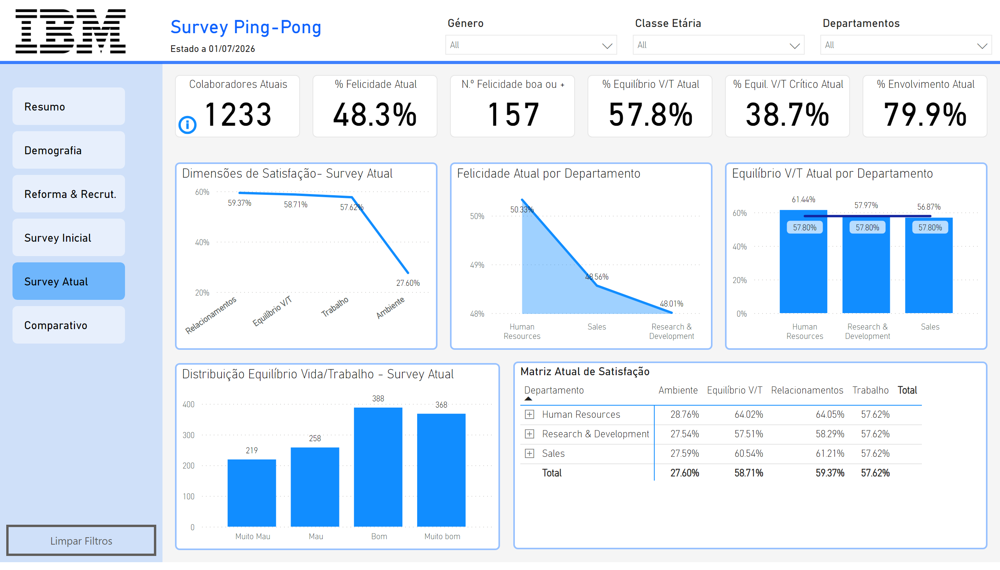 IBM
Survey Ping-Pong
Estado a 01/07/2026
Género
All
Classe Etária
All
Departamentos
All
Resumo
Demografia
Reforma & Recrut.
Survey Inicial
Survey Atual
Comparativo
Limpar Filtros
Colaboradores Atuais
1233
% Felicidade Atual
48.3%
N.º Felicidade boa ou +
157
% Equilíbrio V/T Atual
57.8%
% Equil. V/T Crítico Atual
38.7%
% Envolvimento Atual
79.9%
Dimensões de Satisfação- Survey Atual
60%
40%
20%
59.37%
58.71%
57.62%
27.60%
Relacionamentos
Equilíbrio V/T
Trabalho
Ambiente
Felicidade Atual por Departamento
50%
49%
48%
50.33%
48.56%
48.01%
Human
Resources
Sales
Research &
Development
Equilíbrio V/T Atual por Departamento
60%
40%
20%
0%
61.44%
57.97%
56.87%
57.80%
57.80%
57.80%
Human
Resources
Research &
Development
Sales
Distribuição Equilíbrio Vida/Trabalho - Survey Atual
400
300
200
100
0
219
258
388
368
Muito Mau
Mau
Bom
Muito bom
Matriz Atual de Satisfação
Departamento Ambiente Equilíbrio V/T Relacionamentos Trabalho Total
Human Resources 28.76% 64.02% 64.05% 57.62%
Research & Development 27.54% 57.51% 58.29% 57.62%
Sales 27.59% 60.54% 61.21% 57.62%
Total 27.60% 58.71% 59.37% 57.62%